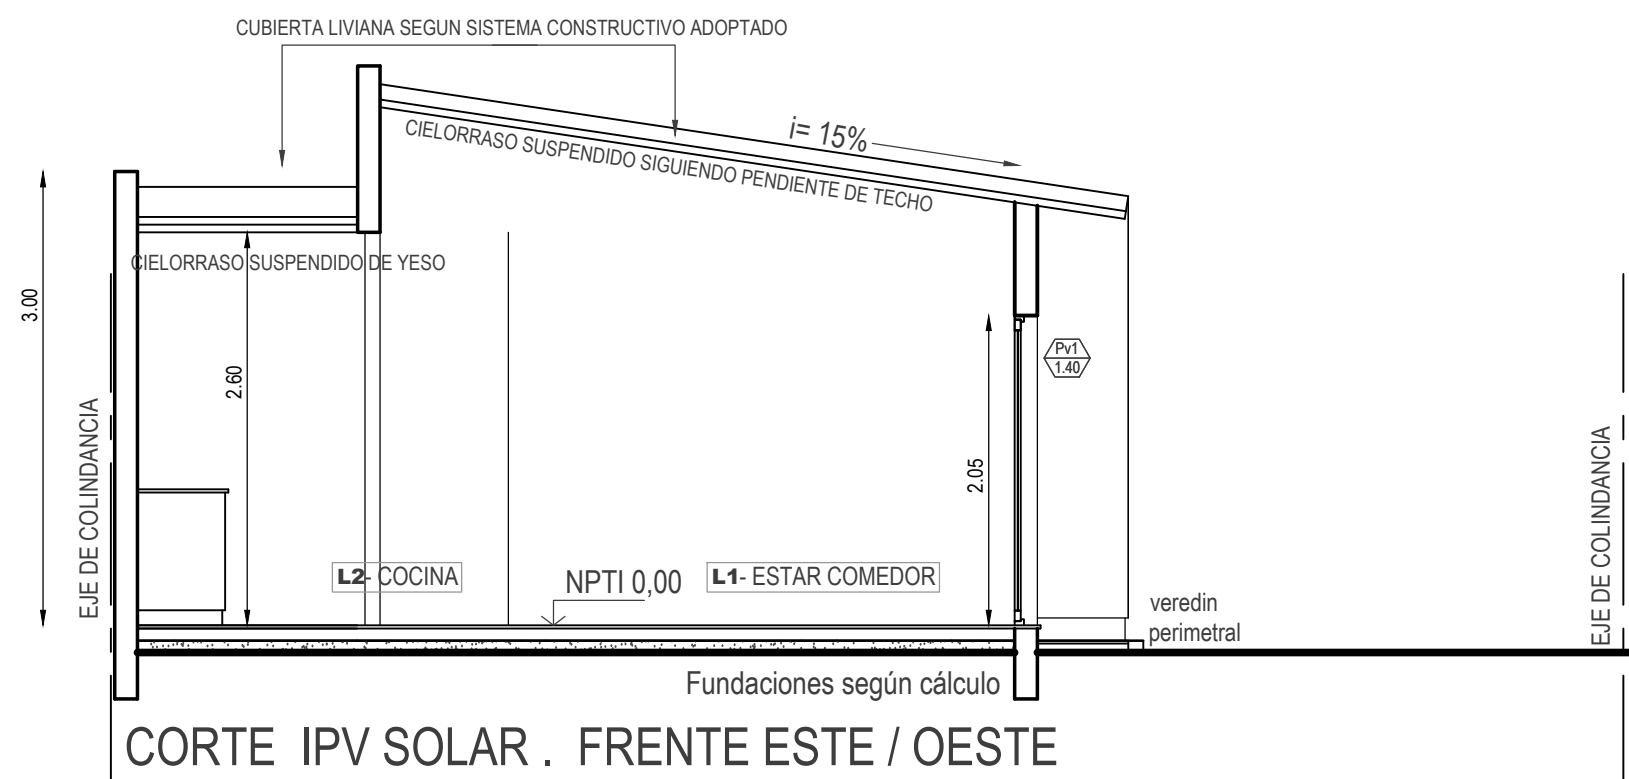 CUBIERTA LIVIANA SEGUN SISTEMA CONSTRUCTIVO ADOPTADO
i= 15%
CIELORRASO SUSPENDIDO SIGUIENDO PENDIENTE DE TECHO
CIELORRASO SUSPENDIDO DE YESO
3.00
2.60
Pv1
1.40
2.05
EJE DE COLINDANCIA
EJE DE COLINDANCIA
L2- COCINA
NPTI 0,00
L1- ESTAR COMEDOR
veredin
perimetral
Fundaciones según cálculo
CORTE IPV SOLAR . FRENTE ESTE / OESTE